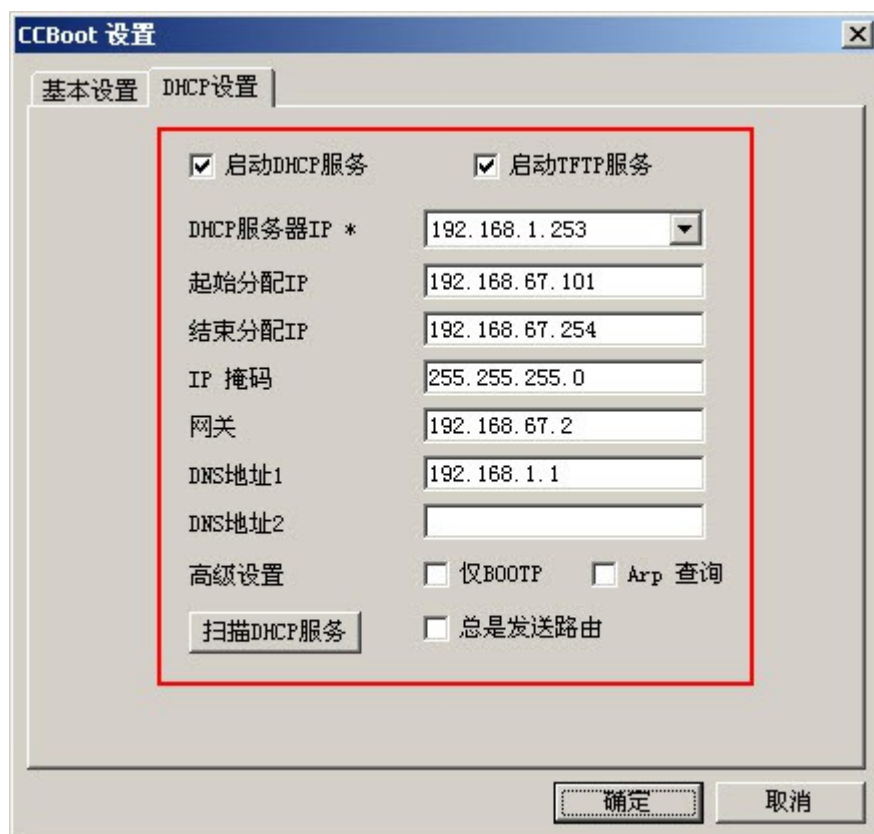 CCBoot 设置
基本设置 DHCP设置
启动DHCP服务 启动TFTP服务
DHCP服务器IP * 192.168.1.253
起始分配IP 192.168.67.101
结束分配IP 192.168.67.254
IP 掩码 255.255.255.0
网关 192.168.67.2
DNS地址1 192.168.1.1
DNS地址2
高级设置 仅BOOTP Arp 查询
扫描DHCP服务 总是发送路由
确定 取消